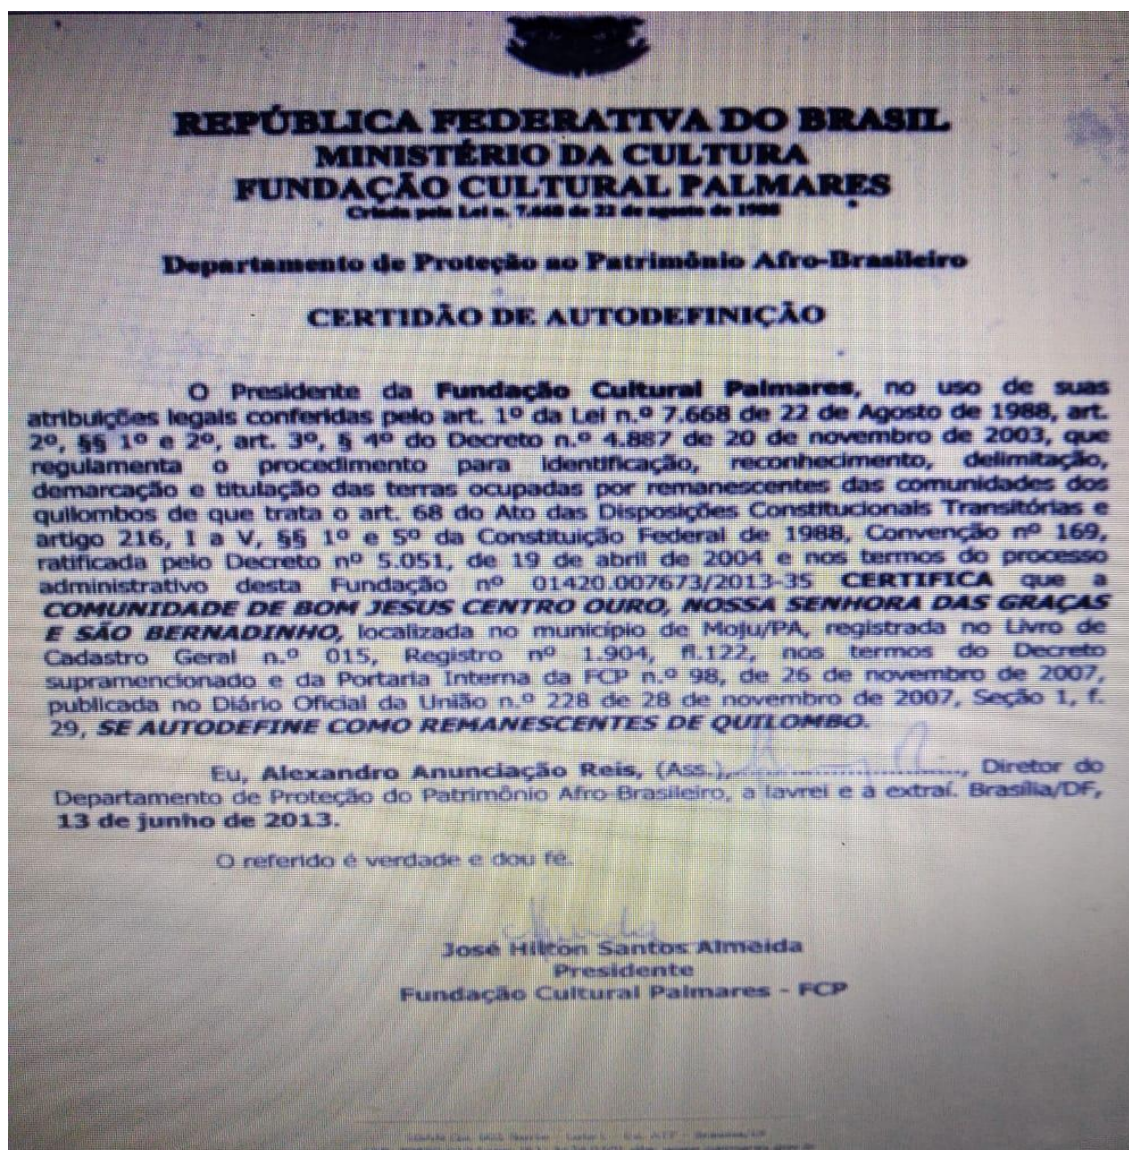 REPÚBLICA FEDERATIVA DO BRASIL
MINISTÉRIO DA CULTURA
FUNDAÇÃO CULTURAL PALMARES
Criada pela Lei n. 7.668 de 22 de agosto de 1988
Departamento de Proteção ao Patrimônio Afro-Brasileiro
CERTIDÃO DE AUTODEFINIÇÃO
O Presidente da Fundação Cultural Palmares, no uso de suas
atribuições legais conferidas pelo art. 1º da Lei n.º 7.668 de 22 de Agosto de 1988, art.
2º, §§ 1º e 2º, art. 3º, § 4º do Decreto n.º 4.887 de 20 de novembro de 2003, que
regulamenta o procedimento para identificação, reconhecimento, delimitação,
demarcação e titulação das terras ocupadas por remanescentes das comunidades dos
quilombos de que trata o art. 68 do Ato das Disposições Constitucionais Transitórias e
artigo 216, I a V, §§ 1º e 5º da Constituição Federal de 1988, Convenção nº 169,
ratificada pelo Decreto nº 5.051, de 19 de abril de 2004 e nos termos do processo
administrativo desta Fundação nº 01420.007673/2013-35 CERTIFICA que a
COMUNIDADE DE BOM JESUS CENTRO OURO, NOSSA SENHORA DAS GRAÇAS
E SÃO BERNADINHO, localizada no município de Moju/PA, registrada no Livro de
Cadastro Geral n.º 015, Registro nº 1.904, fl.122, nos termos do Decreto
supramencionado e da Portaria Interna da FCP n.º 98, de 26 de novembro de 2007,
publicada no Diário Oficial da União n.º 228 de 28 de novembro de 2007, Seção 1, f.
29, SE AUTODEFINE COMO REMANESCENTES DE QUILOMBO.
Eu, Alexandro Anunciação Reis, (Ass.),............................, Diretor do
Departamento de Proteção do Patrimônio Afro-Brasileiro, a lavrei e a extraí. Brasília/DF,
13 de junho de 2013.
O referido é verdade e dou fé.
José Hilton Santos Almeida
Presidente
Fundação Cultural Palmares - FCP